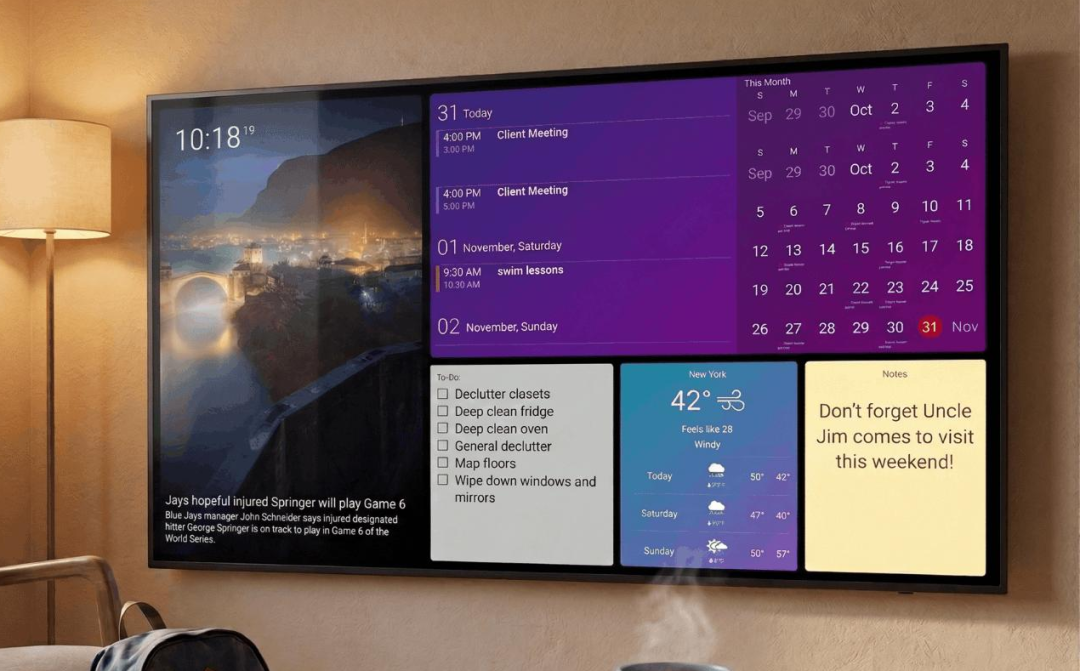 10:18 19
Jays hopeful injured Springer will play Game 6
Blue Jays manager John Schneider says injured designated
hitter George Springer is on track to play in Game 6 of the
World Series.
31 Today
4:00 PM Client Meeting
3.00 PM
4:00 PM Client Meeting
5:00 PM
01 November, Saturday
9:30 AM swim lessons
10.30 AM
02 November, Sunday
This Month
S M T W T F S
Sep 29 30 Oct 2 3 4
S M T W T F S
Sep 29 30 Oct 2 3 4
5 6 7 8 9 10 11
12 13 14 15 16 17 18
19 20 21 22 23 24 25
26 27 28 29 30 31 Nov
To-Do:
Declutter closets
Deep clean fridge
Deep clean oven
General declutter
Map floors
Wipe down windows and
mirrors
New York
42°
Feels like 28
Windy
Today 50° 42°
Saturday 47° 40°
Sunday 50° 57°
Notes
Don't forget Uncle
Jim comes to visit
this weekend!